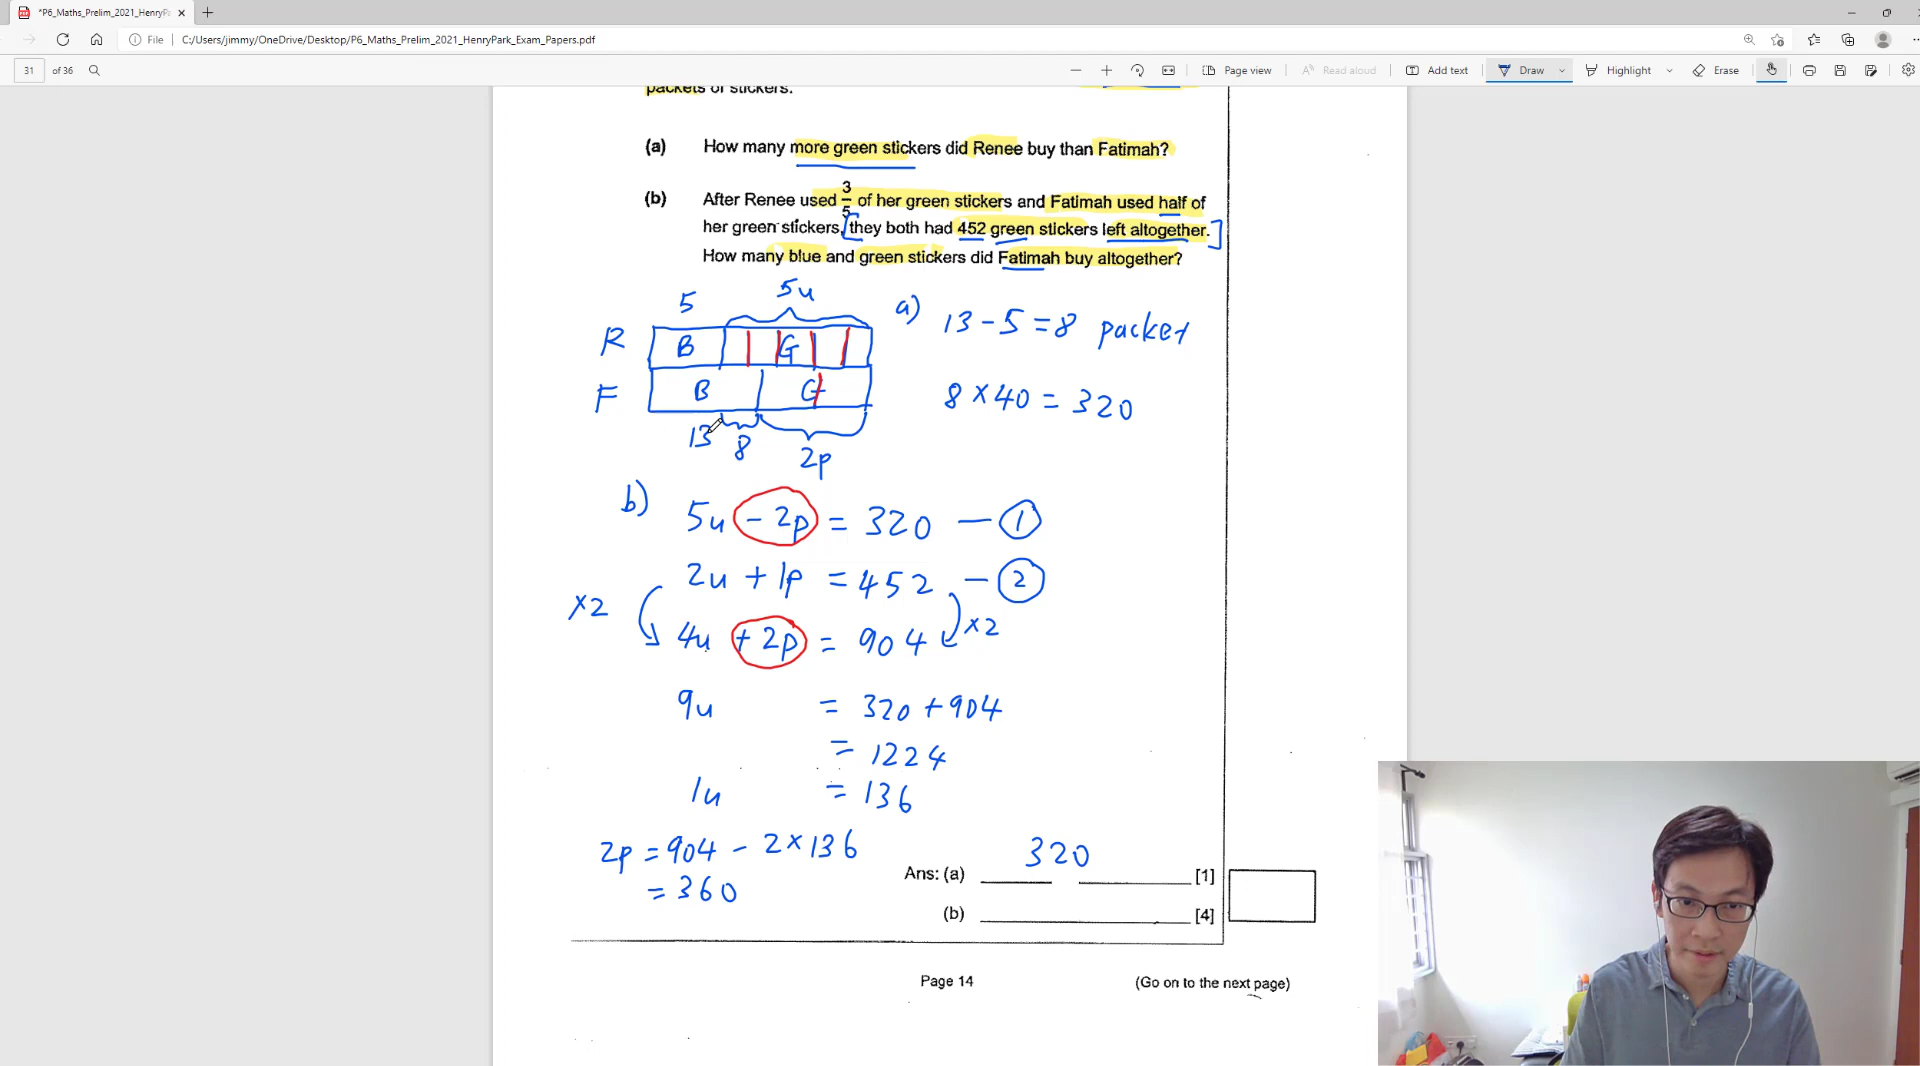 *P6_Maths_Prelim_2021_HenryPa
File C:/Users/jimmy/OneDrive/Desktop/P6_Maths_Prelim_2021_HenryPark_Exam_Papers.pdf
31 of 36 Page view Read aloud Add text Draw Highlight Erase
packets of stickers.
(a) How many more green stickers did Renee buy than Fatimah?
(b) After Renee used 3/5 of her green stickers and Fatimah used half of
her green stickers, they both had 452 green stickers left altogether.
How many blue and green stickers did Fatimah buy altogether?
5 5u
R B G
F B G
13 8 2p
a) 13 - 5 = 8 packet
8 × 40 = 320
b) 5u - 2p = 320 — 1
2u + 1p = 452 — 2
×2 4u + 2p = 904 ×2
9u = 320 + 904
= 1224
1u = 136
2p = 904 - 2 × 136
= 360
Ans: (a) 320 [1]
(b) [4]
Page 14 (Go on to the next page)